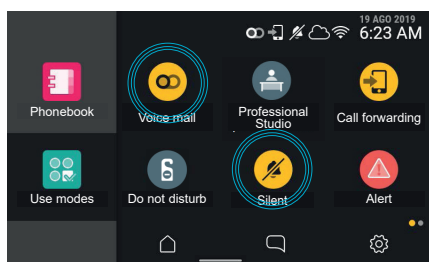 19 AGO 2019
6:23 AM
Phonebook
Voice mail
Professional
Studio
Call forwarding
Use modes
Do not disturb
Silent
Alert